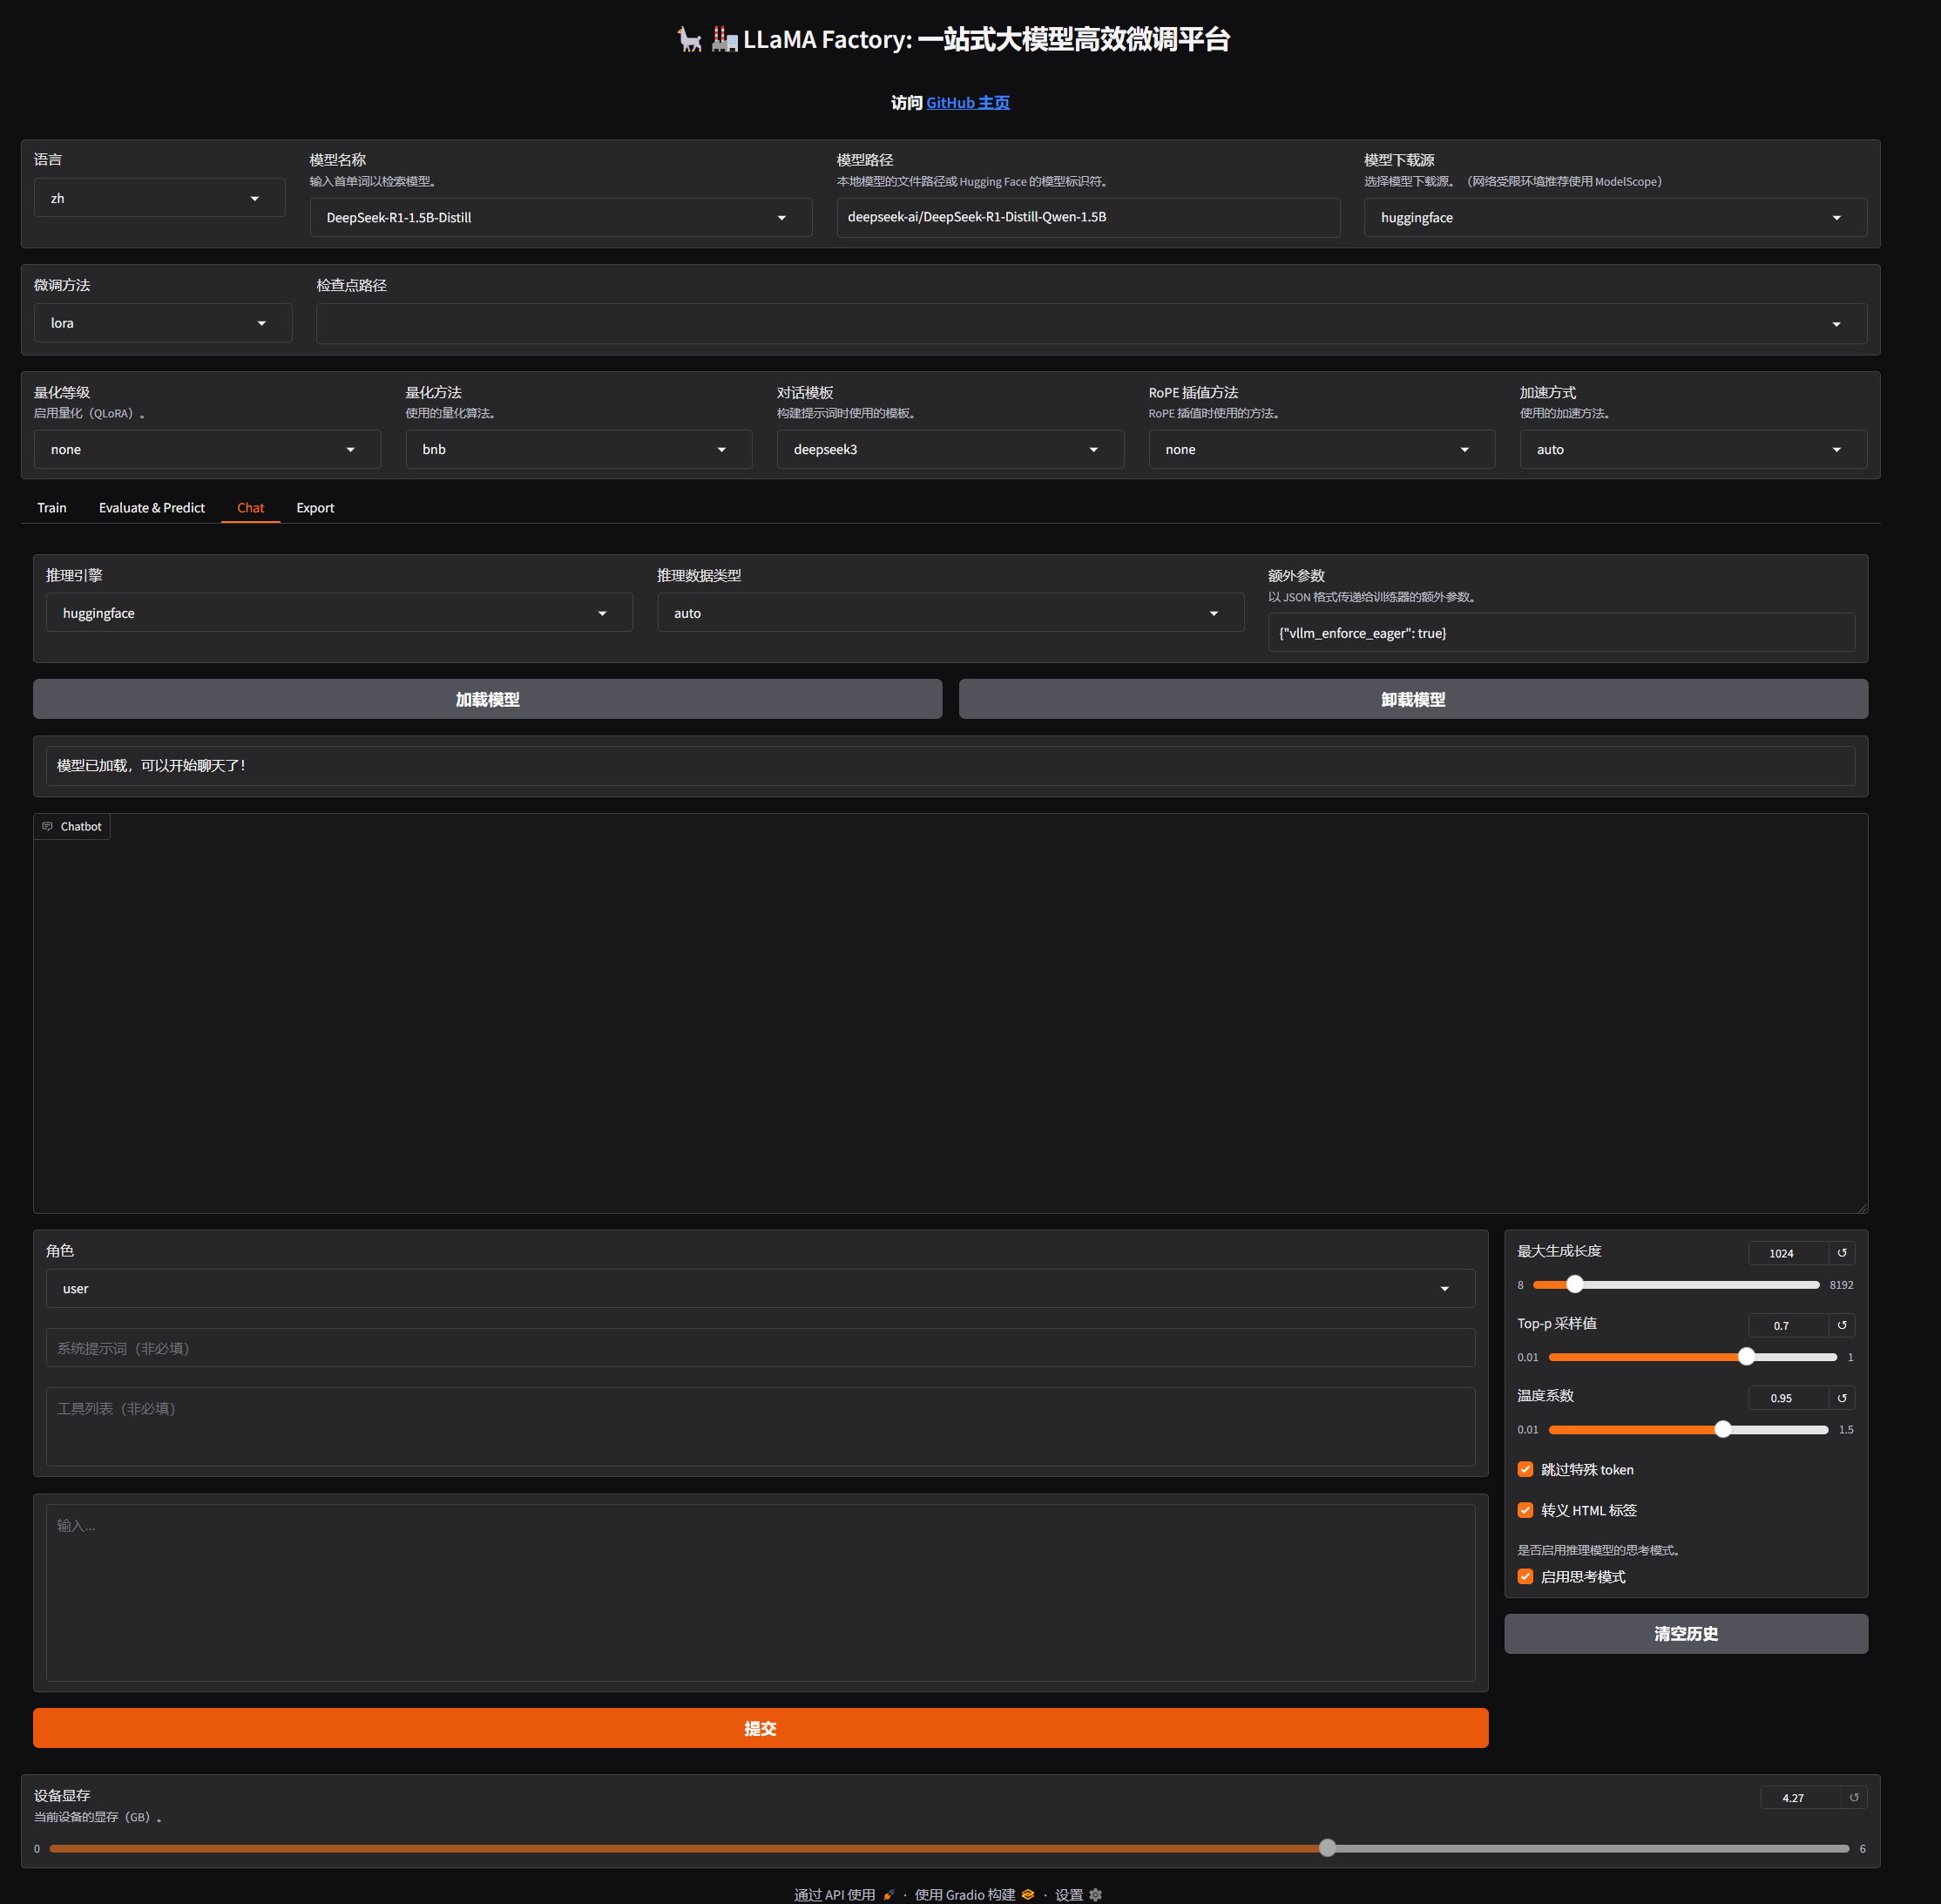 LLaMA Factory: 一站式大模型高效微调平台
访问 GitHub 主页
语言
zh
模型名称
输入首单词以检索模型。
DeepSeek-R1-1.5B-Distill
模型路径
本地模型的文件路径或 Hugging Face 的模型标识符。
deepseek-ai/DeepSeek-R1-Distill-Qwen-1.5B
模型下载源
选择模型下载源。（网络受限环境推荐使用 ModelScope）
huggingface
微调方法
lora
检查点路径
量化等级
启用量化（QLoRA）。
none
量化方法
使用的量化算法。
bnb
对话模板
构建提示词时使用的模板。
deepseek3
RoPE 插值方法
RoPE 插值时使用的方法。
none
加速方式
使用的加速方法。
auto
Train
Evaluate & Predict
Chat
Export
推理引擎
huggingface
推理数据类型
auto
额外参数
以 JSON 格式传递给训练器的额外参数。
{"vllm_enforce_eager": true}
加载模型
卸载模型
模型已加载，可以开始聊天了！
Chatbot
角色
user
系统提示词（非必填）
工具列表（非必填）
输入...
提交
最大生成长度
1024
8
8192
Top-p 采样值
0.7
0.01
1
温度系数
0.95
0.01
1.5
跳过特殊 token
转义 HTML 标签
是否启用推理模型的思考模式。
启用思考模式
清空历史
设备显存
当前设备的显存（GB）。
4.27
0
6
通过 API 使用 · 使用 Gradio 构建 · 设置